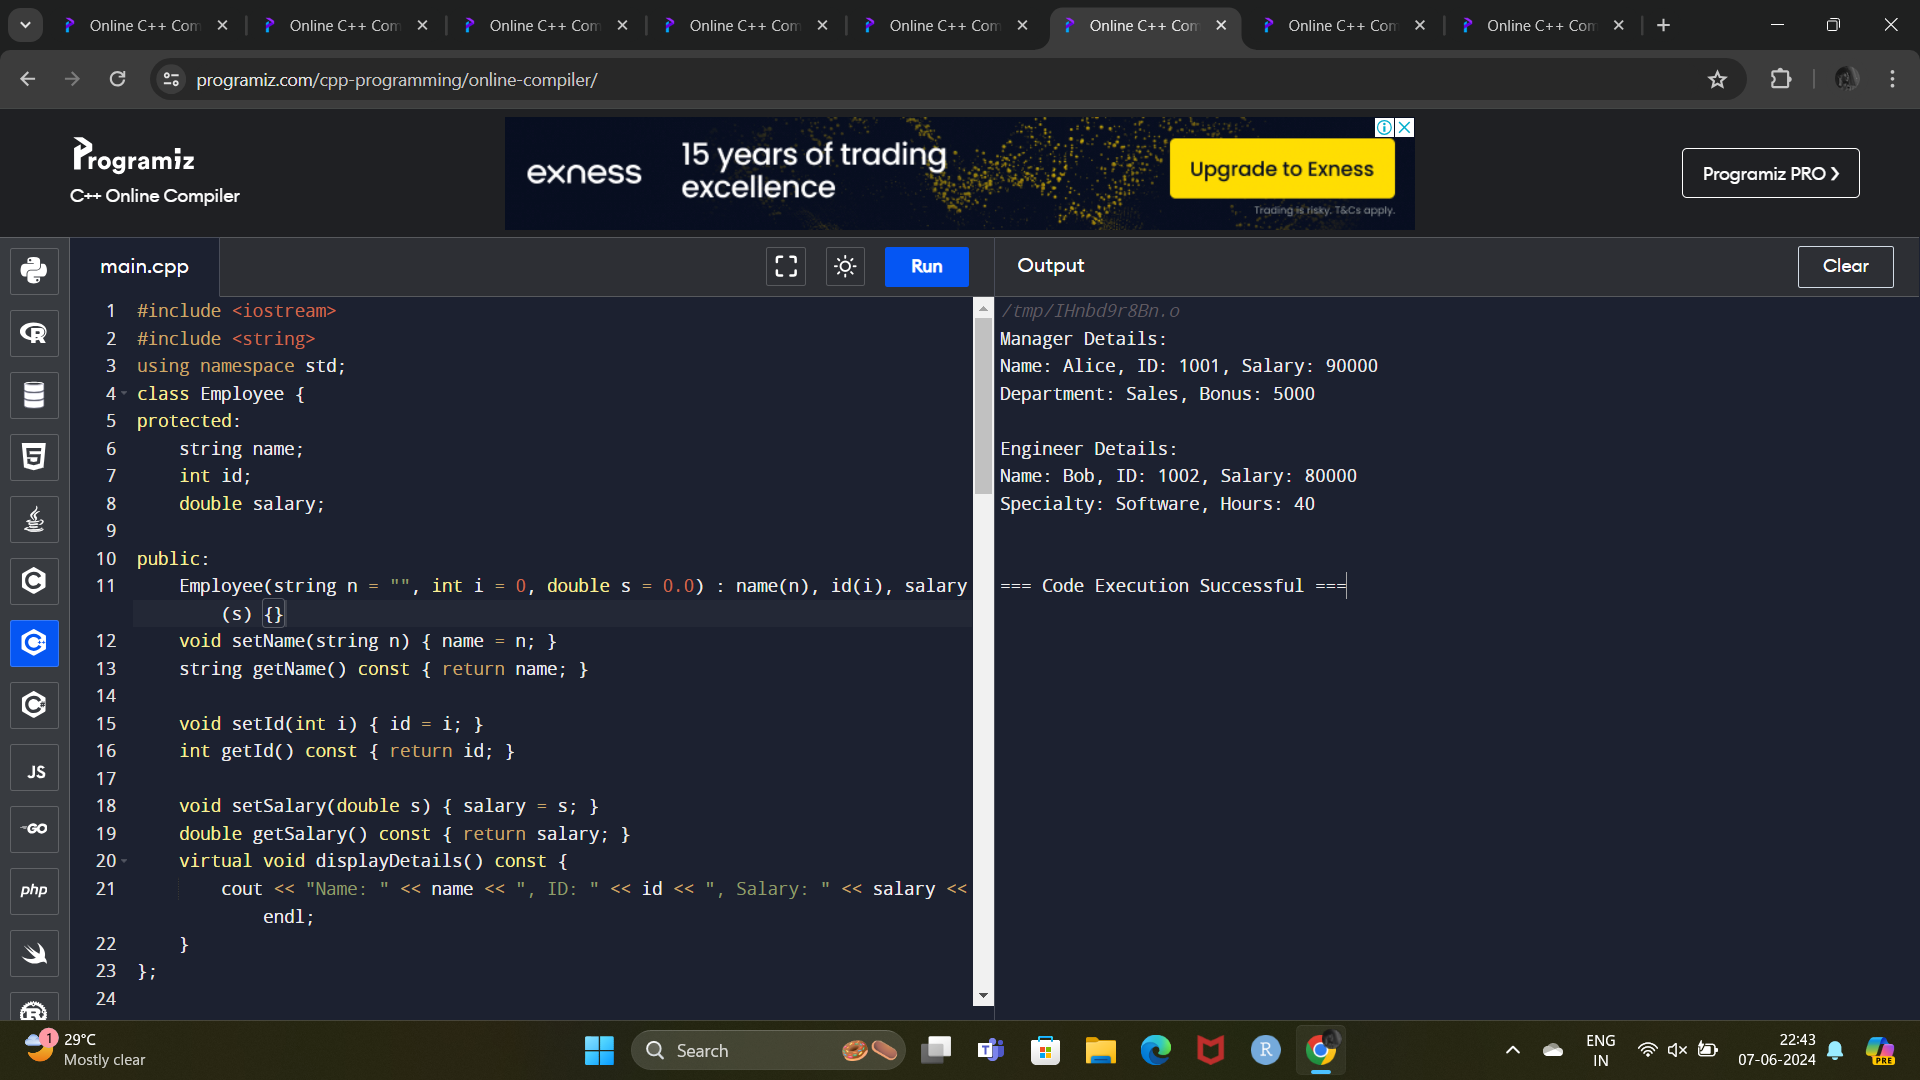 Online C++ Com
Online C++ Com
Online C++ Com
Online C++ Com
Online C++ Com
Online C++ Com
Online C++ Com
Online C++ Com
programiz.com/cpp-programming/online-compiler/
Programiz
C++ Online Compiler
exness
15 years of trading
excellence
Upgrade to Exness
Trading is risky. T&Cs apply.
Programiz PRO ❯
main.cpp
Run
Output
Clear
1 #include <iostream>
2 #include <string>
3 using namespace std;
4 class Employee {
5 protected:
6     string name;
7     int id;
8     double salary;
9
10 public:
11     Employee(string n = "", int i = 0, double s = 0.0) : name(n), id(i), salary
(s) {}
12     void setName(string n) { name = n; }
13     string getName() const { return name; }
14
15     void setId(int i) { id = i; }
16     int getId() const { return id; }
17
18     void setSalary(double s) { salary = s; }
19     double getSalary() const { return salary; }
20     virtual void displayDetails() const {
21         cout << "Name: " << name << ", ID: " << id << ", Salary: " << salary <<
endl;
22     }
23 };
24
/tmp/IHnbd9r8Bn.o
Manager Details:
Name: Alice, ID: 1001, Salary: 90000
Department: Sales, Bonus: 5000
Engineer Details:
Name: Bob, ID: 1002, Salary: 80000
Specialty: Software, Hours: 40
=== Code Execution Successful ===
JS
GO
php
1
29°C
Mostly clear
Search
ENG
IN
22:43
07-06-2024
PRE